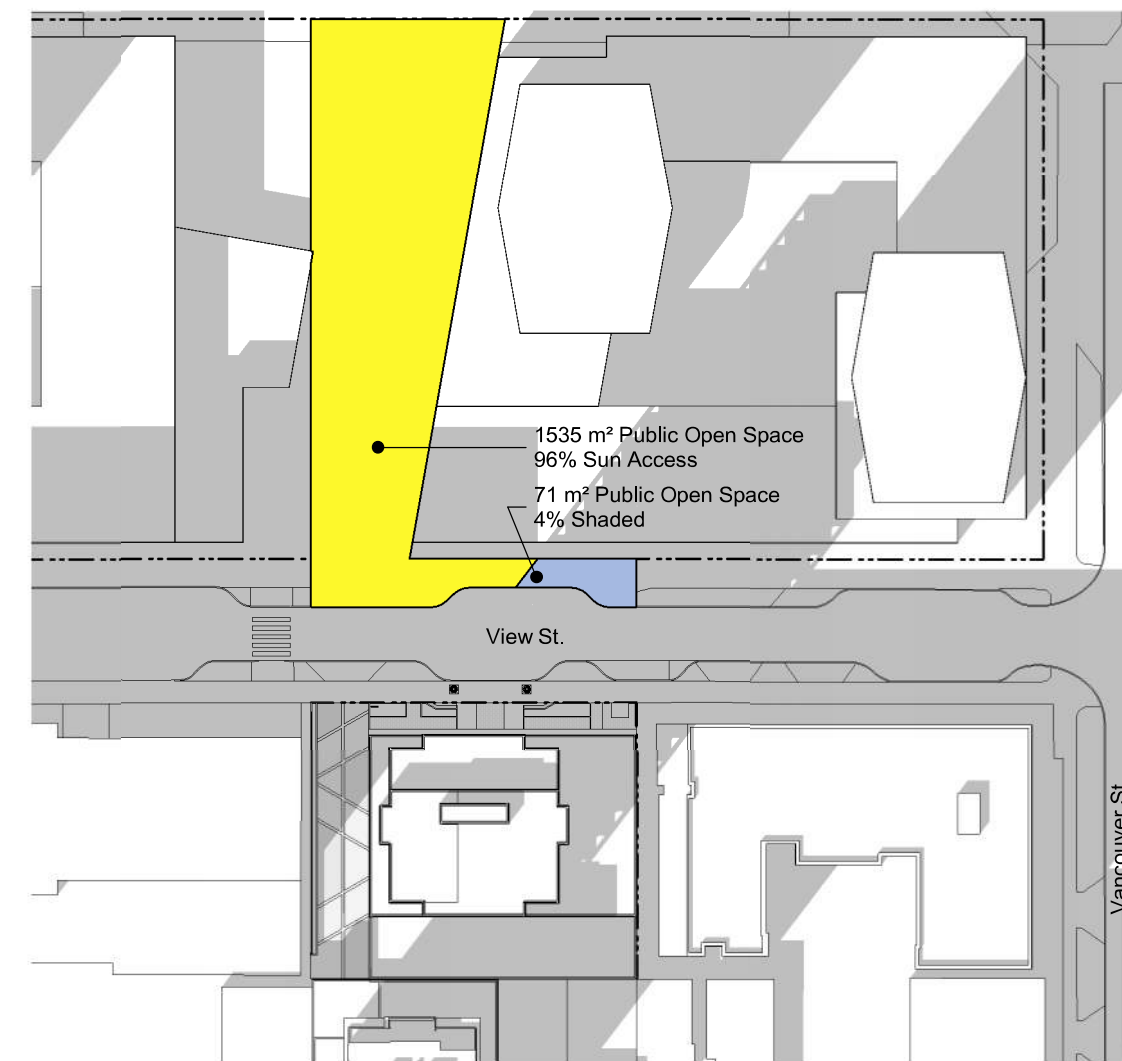 1535 m² Public Open Space
96% Sun Access
71 m² Public Open Space
4% Shaded
View St.
Vancouver St.